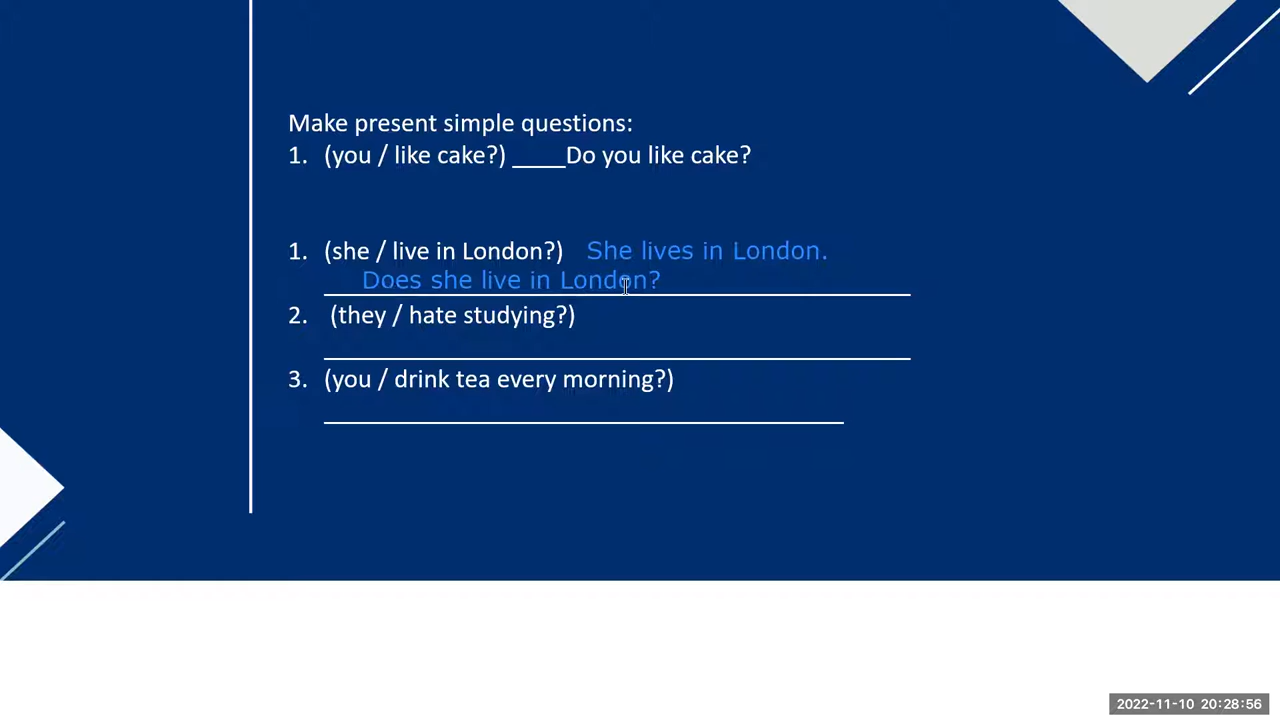 Make present simple questions:
1. (you / like cake?) ____Do you like cake?
1. (she / live in London?) She lives in London.
Does she live in London?
2. (they / hate studying?)
3. (you / drink tea every morning?)
2022-11-10 20:28:56